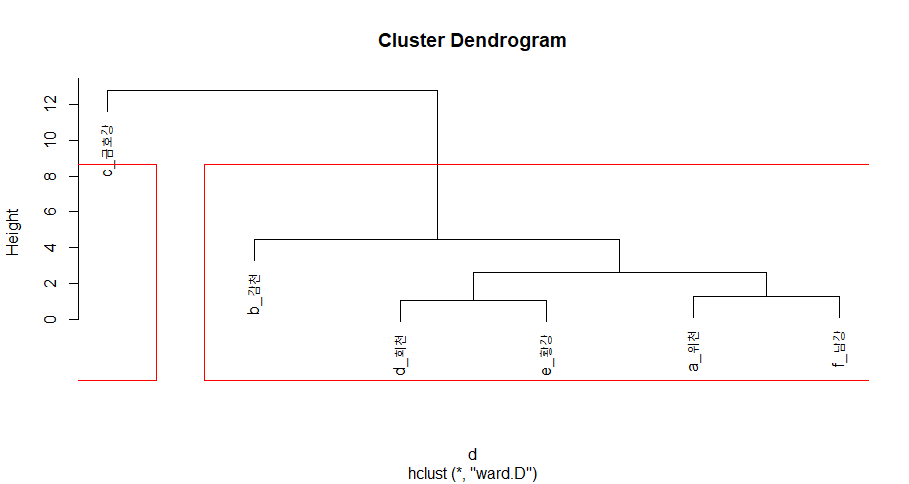 Cluster Dendrogram
Height
12
10
8
6
4
2
0
c_금호강
b_감천
d_회천
e_황강
a_위천
f_남강
d
hclust (*, "ward.D")